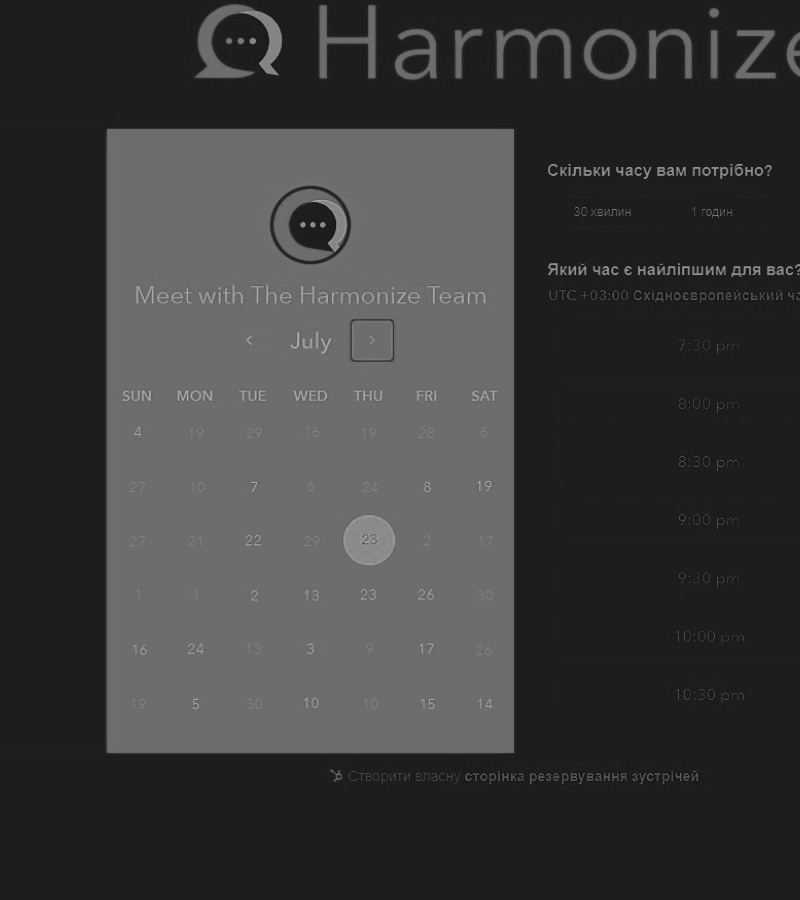 Harmonize
Meet with The Harmonize Team
July
SUN MON TUE WED THU FRI SAT
4 19 29 16 19 28 6
27 10 7 6 24 8 19
27 21 22 29 23 2 17
1 1 2 13 23 26 30
16 24 13 3 9 17 26
19 5 30 10 10 15 14
Скільки часу вам потрібно?
30 хвилин 1 годин
Який час є найліпшим для вас?
UTC +03:00 Східноєвропейський ча
7:30 pm
8:00 pm
8:30 pm
9:00 pm
9:30 pm
10:00 pm
10:30 pm
Створити власну сторінка резервування зустрічей